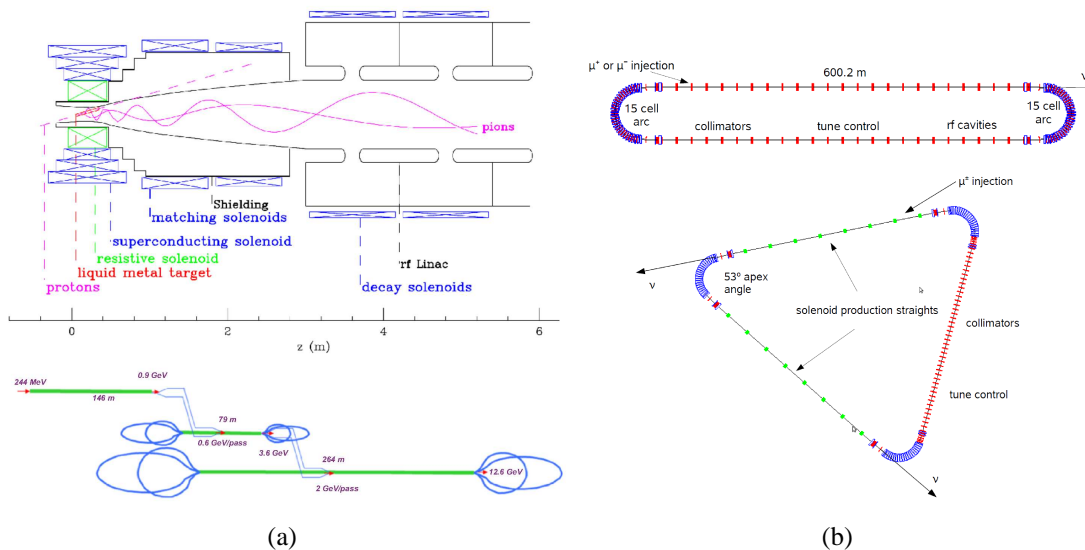 pions
Shielding
matching solenoids
superconducting solenoid
resistive solenoid
rf Linac
liquid metal target
protons
decay solenoids
0 2 4 6
z (m)
244 MeV
0.9 GeV
146 m
79 m
0.6 GeV/pass
3.6 GeV
264 m
12.6 GeV
2 GeV/pass
(a)
μ⁺ or μ⁻ injection
600.2 m
ν
15 cell
arc
15 cell
arc
collimators
tune control
rf cavities
μ± injection
53º apex
angle
ν
solenoid production straights
collimators
tune control
ν
(b)